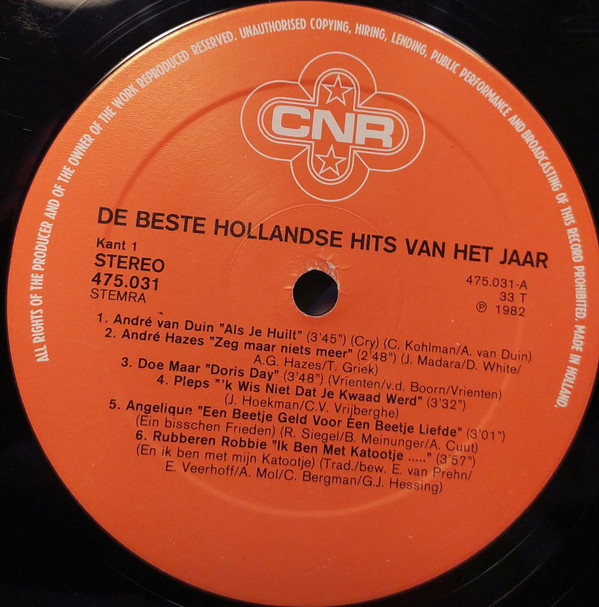 ALL RIGHTS OF THE PRODUCER AND OF THE OWNER OF THE WORK REPRODUCED RESERVED. UNAUTHORISED COPYING, HIRING, LENDING, PUBLIC PERFORMANCE AND BROADCASTING OF THIS RECORD PROHIBITED. MADE IN HOLLAND.
CNR
DE BESTE HOLLANDSE HITS VAN HET JAAR
Kant 1
STEREO
475.031
STEMRA
475.031-A
33 T
℗ 1982
1. André van Duin "Als Je Huilt" (3'45") (Cry) (C. Kohlman/A. van Duin)
2. André Hazes "Zeg maar niets meer" (2'48") (J. Madara/D. White/
A.G. Hazes/T. Griek)
3. Doe Maar "Doris Day" (3'48") (Vrienten/v.d. Boorn/Vrienten)
4. Pleps "'k Wis Niet Dat Je Kwaad Werd" (3'32")
(J. Hoekman/C.V. Vrijberghe)
5. Angelique "Een Beetje Geld Voor Een Beetje Liefde" (3'01")
(Ein bisschen Frieden) (R. Siegel/B. Meinunger/A. Cuut)
6. Rubberen Robbie "Ik Ben Met Katootje ....." (3'57")
(En ik ben met mijn Katootje) (Trad./bew. E. van Prehn/
E. Veerhoff/A. Mol/C. Bergman/G.J. Hessing)